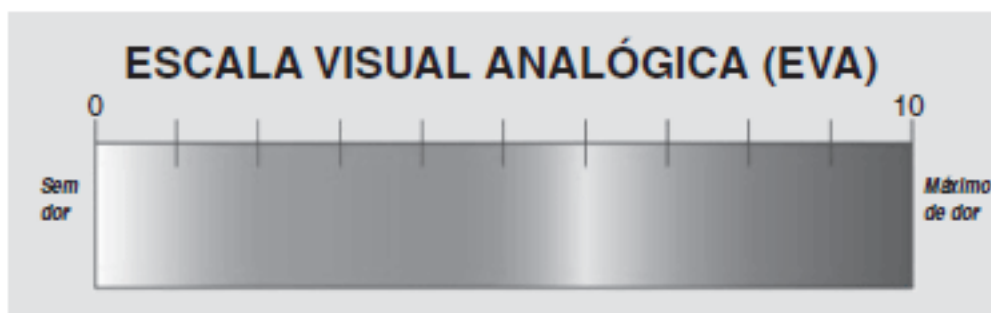 ESCALA VISUAL ANALÓGICA (EVA)
0 10
Sem
dor
Máximo
de dor